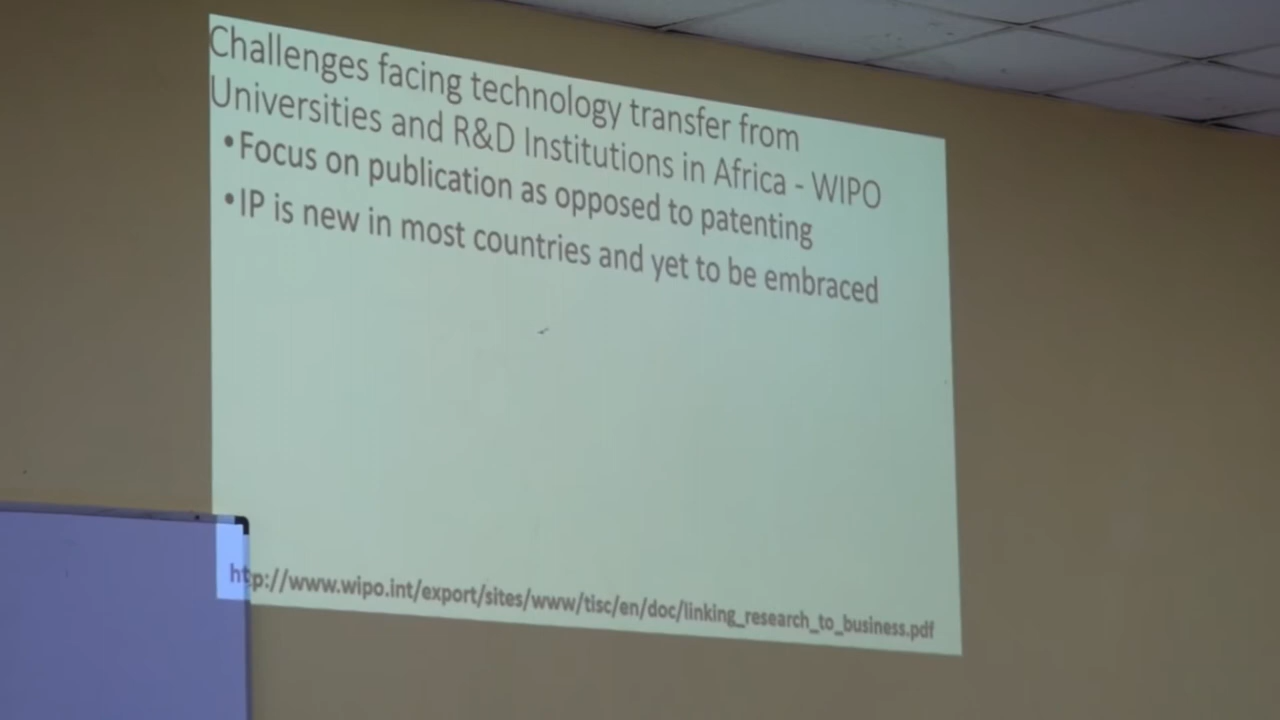 Challenges facing technology transfer from
Universities and R&D Institutions in Africa - WIPO
•Focus on publication as opposed to patenting
•IP is new in most countries and yet to be embraced
http://www.wipo.int/export/sites/www/tisc/en/doc/linking_research_to_business.pdf